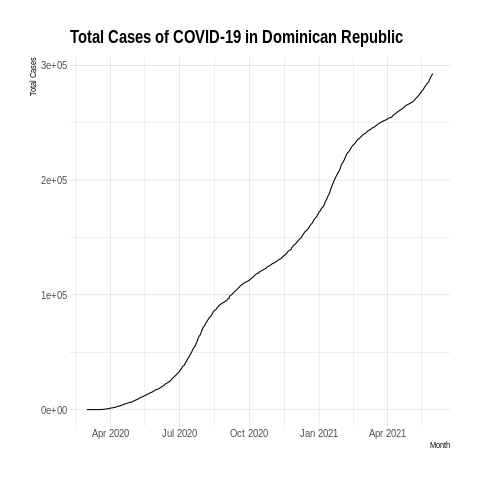 Total Cases of COVID-19 in Dominican Republic
Total Cases
3e+05
2e+05
1e+05
0e+00
Apr 2020 Jul 2020 Oct 2020 Jan 2021 Apr 2021
Month